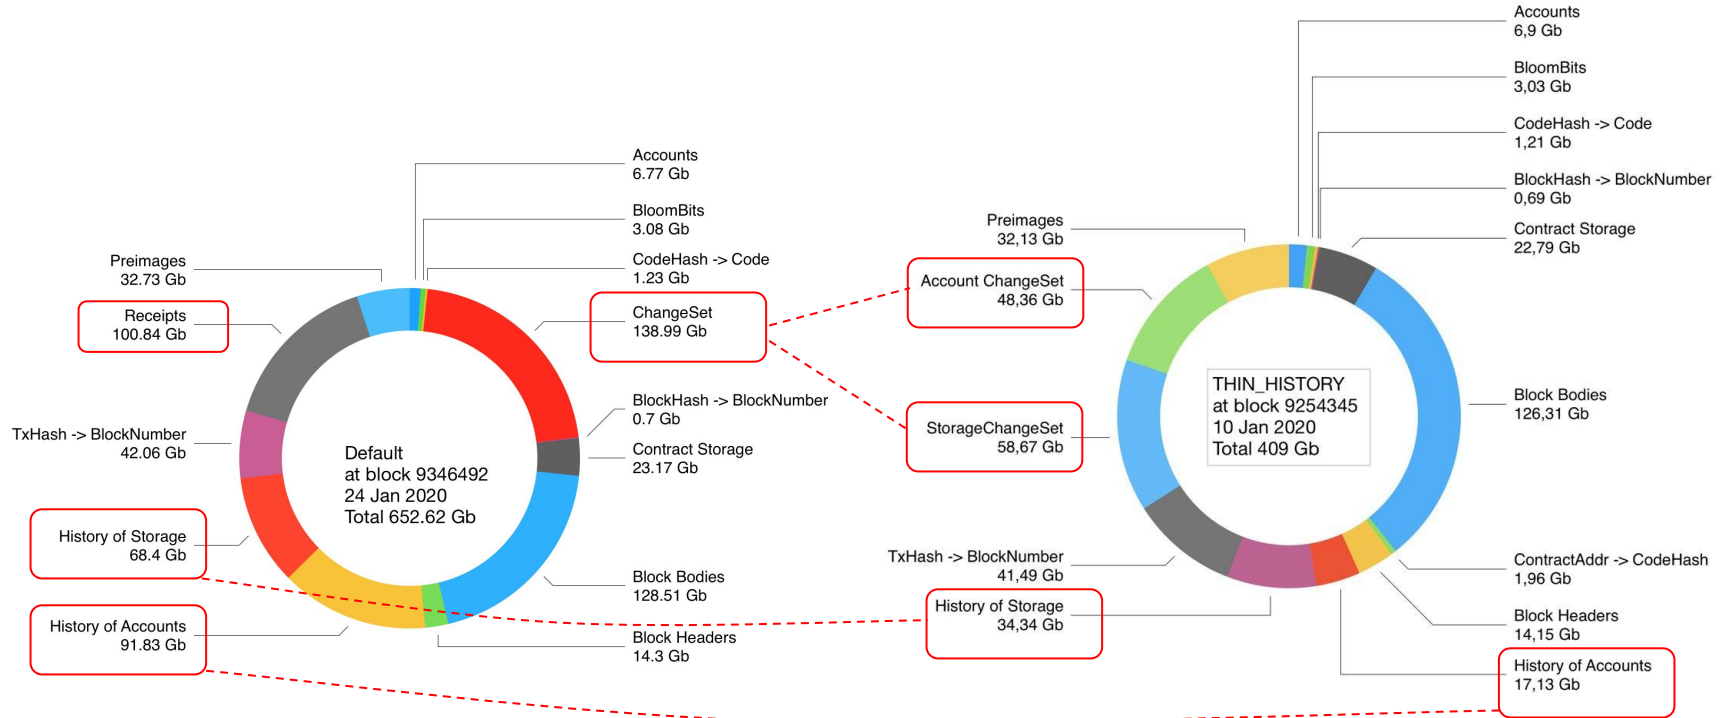 Accounts
6.77 Gb
BloomBits
3.08 Gb
CodeHash -> Code
1.23 Gb
ChangeSet
138.99 Gb
BlockHash -> BlockNumber
0.7 Gb
Contract Storage
23.17 Gb
Block Bodies
128.51 Gb
Block Headers
14.3 Gb
Preimages
32.73 Gb
Receipts
100.84 Gb
TxHash -> BlockNumber
42.06 Gb
History of Storage
68.4 Gb
History of Accounts
91.83 Gb
Default
at block 9346492
24 Jan 2020
Total 652.62 Gb
Accounts
6,9 Gb
BloomBits
3,03 Gb
CodeHash -> Code
1,21 Gb
BlockHash -> BlockNumber
0,69 Gb
Contract Storage
22,79 Gb
Block Bodies
126,31 Gb
ContractAddr -> CodeHash
1,96 Gb
Block Headers
14,15 Gb
History of Accounts
17,13 Gb
Preimages
32,13 Gb
Account ChangeSet
48,36 Gb
StorageChangeSet
58,67 Gb
TxHash -> BlockNumber
41,49 Gb
History of Storage
34,34 Gb
THIN_HISTORY
at block 9254345
10 Jan 2020
Total 409 Gb